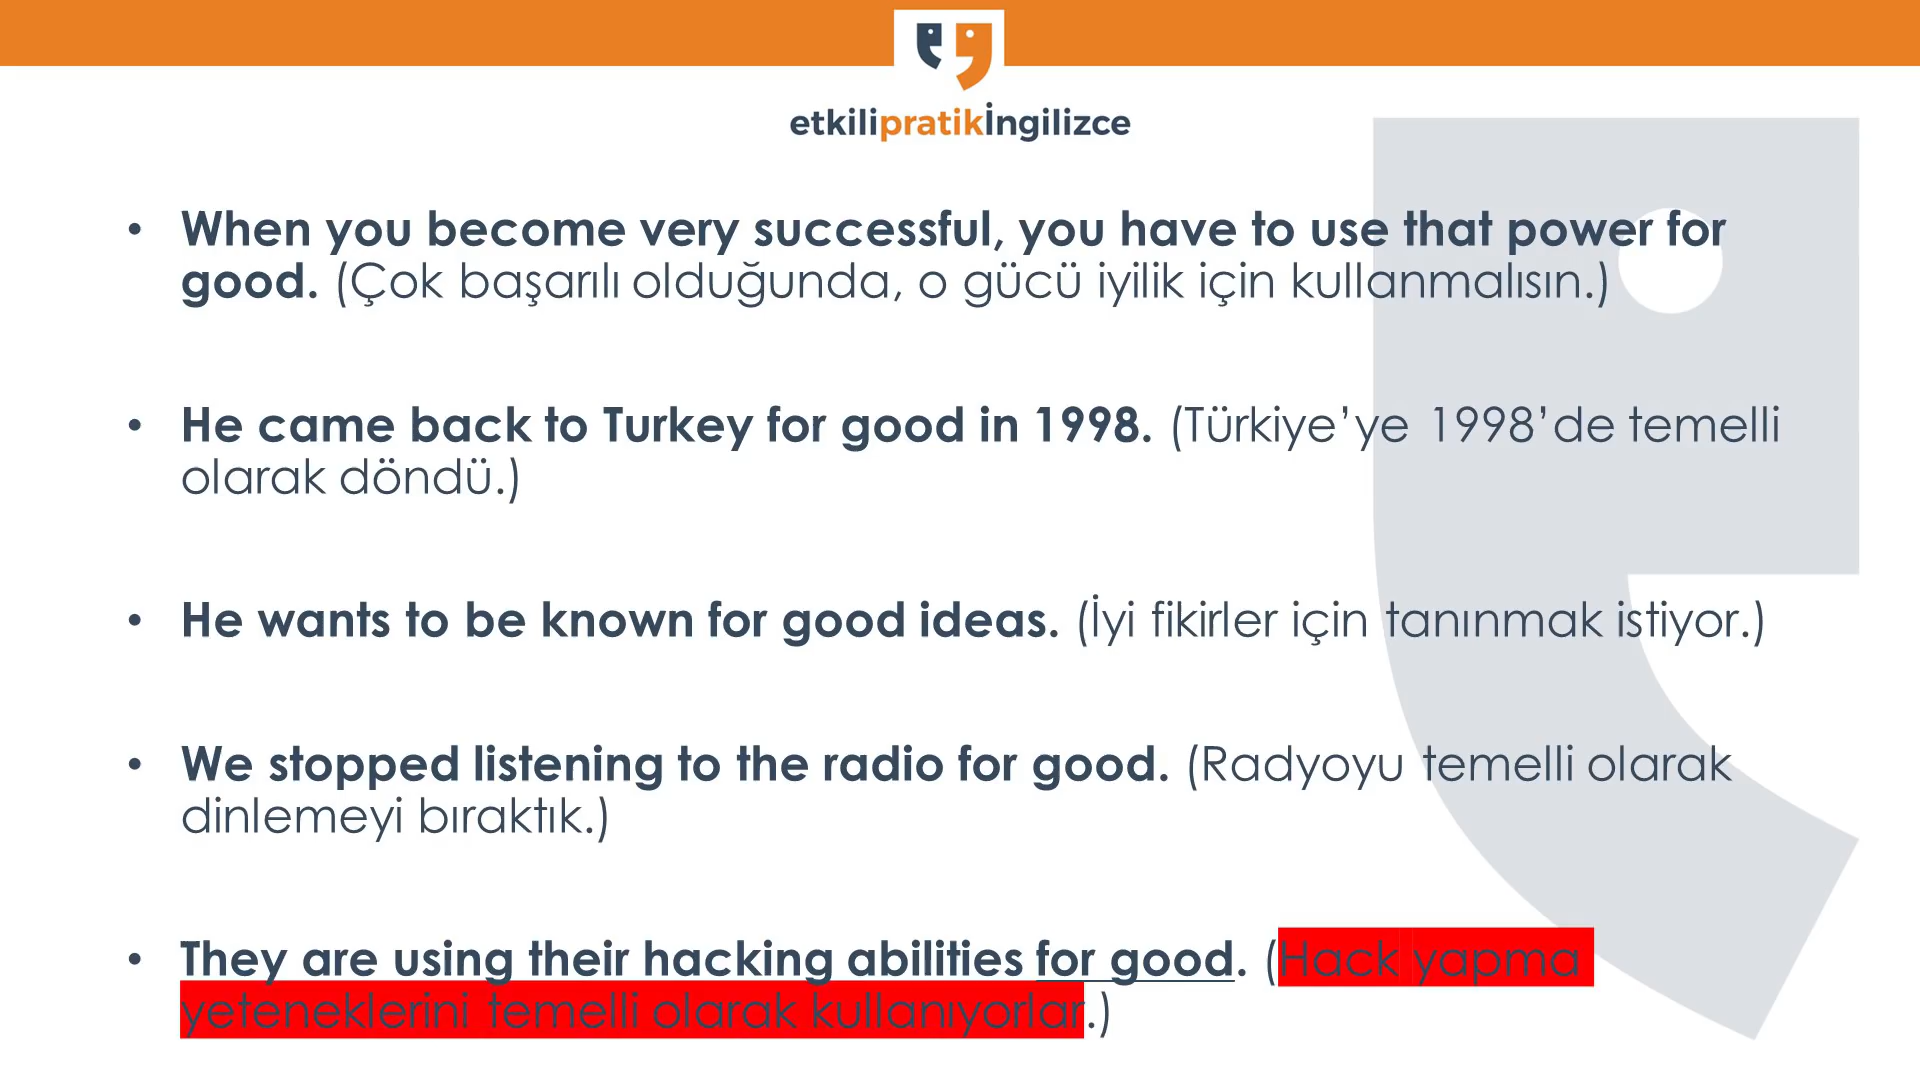 etkilipratikİngilizce
• When you become very successful, you have to use that power for
good. (Çok başarılı olduğunda, o gücü iyilik için kullanmalısın.)
• He came back to Turkey for good in 1998. (Türkiye’ye 1998’de temelli
olarak döndü.)
• He wants to be known for good ideas. (İyi fikirler için tanınmak istiyor.)
• We stopped listening to the radio for good. (Radyoyu temelli olarak
dinlemeyi bıraktık.)
• They are using their hacking abilities for good. (Hack yapma
yeteneklerini temelli olarak kullanıyorlar.)